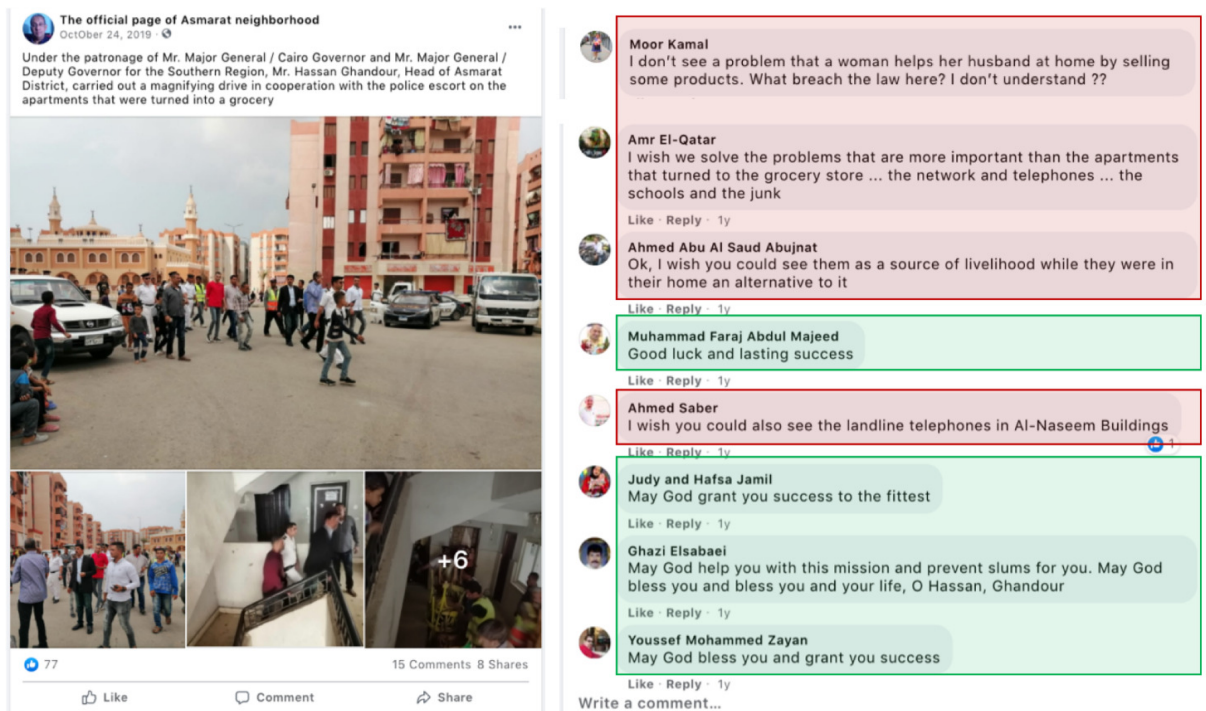 The official page of Asmarat neighborhood
OctOber 24, 2019 ·
Under the patronage of Mr. Major General / Cairo Governor and Mr. Major General /
Deputy Governor for the Southern Region, Mr. Hassan Ghandour, Head of Asmarat
District, carried out a magnifying drive in cooperation with the police escort on the
apartments that were turned into a grocery
+6
77
15 Comments 8 Shares
Like
Comment
Share
Moor Kamal
I don't see a problem that a woman helps her husband at home by selling
some products. What breach the law here? I don't understand ??
Amr El-Qatar
I wish we solve the problems that are more important than the apartments
that turned to the grocery store ... the network and telephones ... the
schools and the junk
Like · Reply · 1y
Ahmed Abu Al Saud Abujnat
Ok, I wish you could see them as a source of livelihood while they were in
their home an alternative to it
Like · Reply · 1y
Muhammad Faraj Abdul Majeed
Good luck and lasting success
Like · Reply · 1y
Ahmed Saber
I wish you could also see the landline telephones in Al-Naseem Buildings
1
Like · Reply · 1y
Judy and Hafsa Jamil
May God grant you success to the fittest
Like · Reply · 1y
Ghazi Elsabaei
May God help you with this mission and prevent slums for you. May God
bless you and bless you and your life, O Hassan, Ghandour
Like · Reply · 1y
Youssef Mohammed Zayan
May God bless you and grant you success
Like · Reply · 1y
Write a comment...